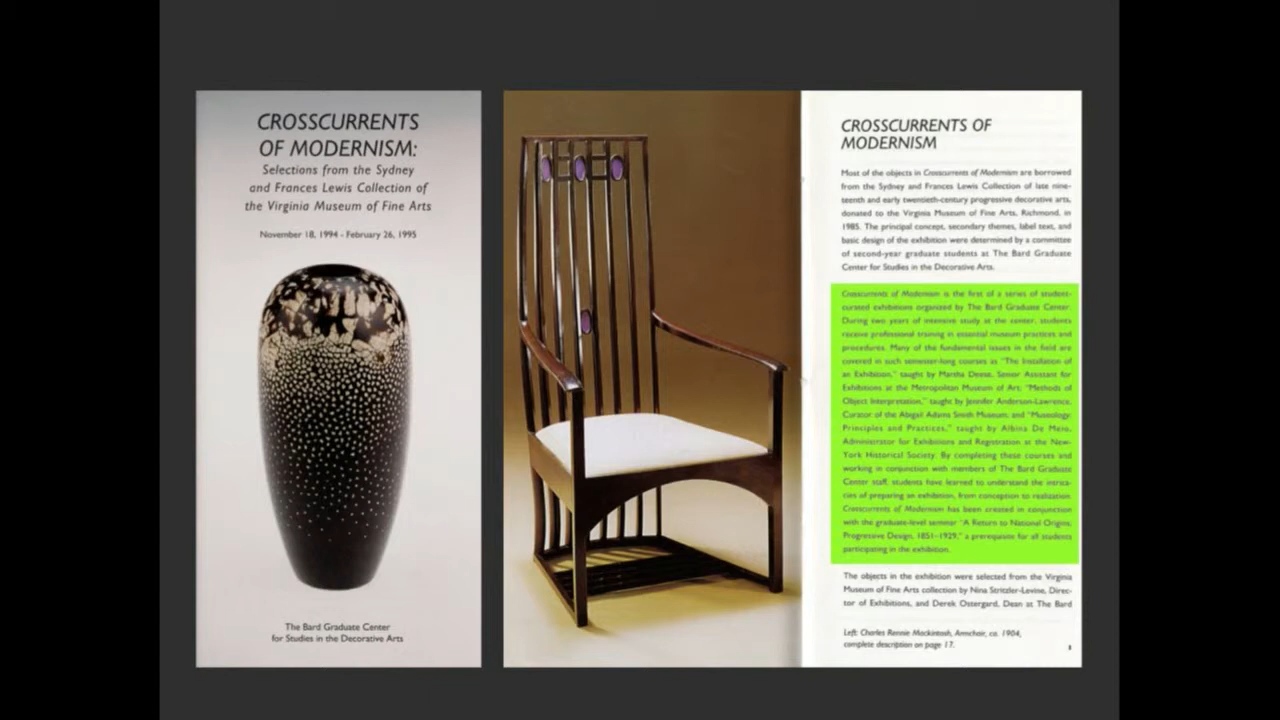 CROSSCURRENTS
OF MODERNISM:
Selections from the Sydney
and Frances Lewis Collection of
the Virginia Museum of Fine Arts
November 18, 1994 - February 26, 1995
The Bard Graduate Center
for Studies in the Decorative Arts
CROSSCURRENTS OF
MODERNISM
Most of the objects in Crosscurrents of Modernism are borrowed
from the Sydney and Frances Lewis Collection of late nine-
teenth and early twentieth-century progressive decorative arts,
donated to the Virginia Museum of Fine Arts, Richmond, in
1985. The principal concept, secondary themes, label text, and
basic design of the exhibition were determined by a committee
of second-year graduate students at The Bard Graduate
Center for Studies in the Decorative Arts.
Crosscurrents of Modernism is the first of a series of student-
curated exhibitions organized by The Bard Graduate Center.
During two years of intensive study at the center, students
receive professional training in essential museum practices and
procedures. Many of the fundamental issues in the field are
covered in such semester-long courses as "The Installation of
an Exhibition," taught by Martha Deese, Senior Assistant for
Exhibitions at the Metropolitan Museum of Art; "Methods of
Object Interpretation," taught by Jennifer Anderson-Lawrence,
Curator of the Abigail Adams Smith Museum; and "Museology:
Principles and Practices," taught by Albina De Meio,
Administrator for Exhibitions and Registration at the New-
York Historical Society. By completing these courses and
working in conjunction with members of The Bard Graduate
Center staff, students have learned to understand the intrica-
cies of preparing an exhibition, from conception to realization.
Crosscurrents of Modernism has been created in conjunction
with the graduate-level seminar "A Return to National Origins:
Progressive Design, 1851–1929," a prerequisite for all students
participating in the exhibition.
The objects in the exhibition were selected from the Virginia
Museum of Fine Arts collection by Nina Stritzler-Levine, Direc-
tor of Exhibitions, and Derek Ostergard, Dean at The Bard
Left: Charles Rennie Mackintosh, Armchair, ca. 1904,
complete description on page 17.